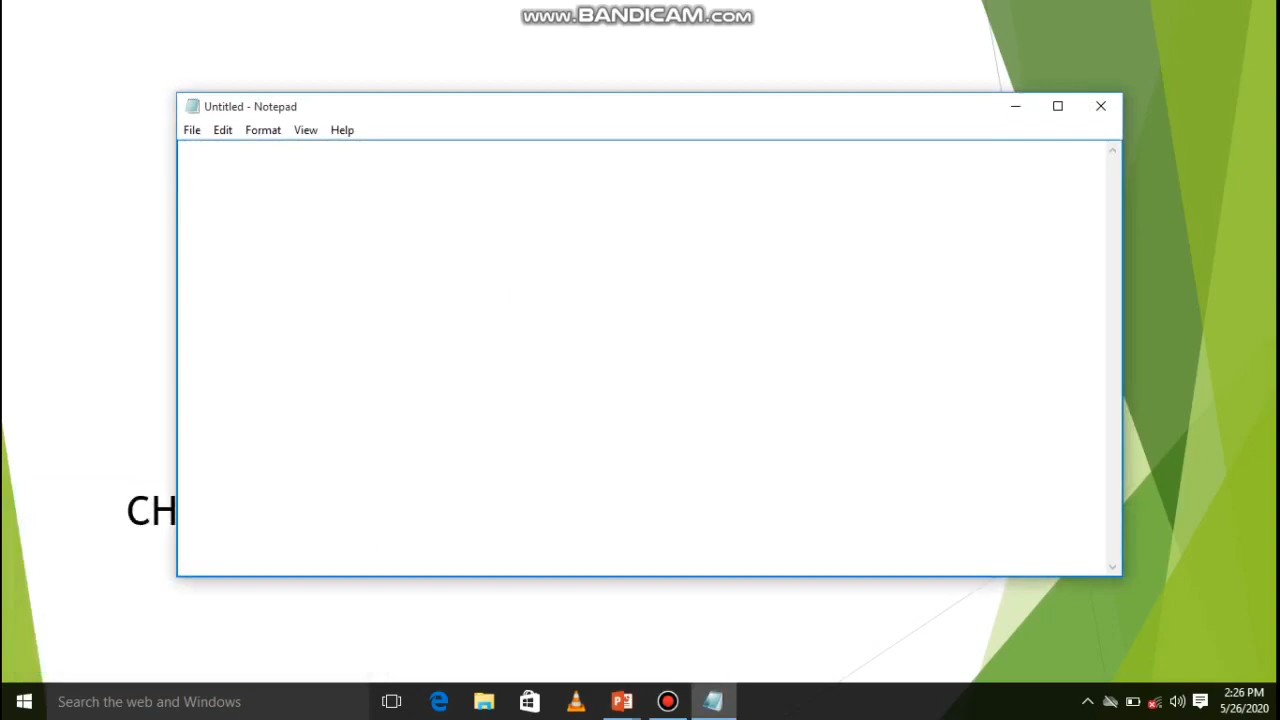 www.BANDICAM.com
Untitled - Notepad
File Edit Format View Help
CH
Search the web and Windows
2:26 PM
5/26/2020